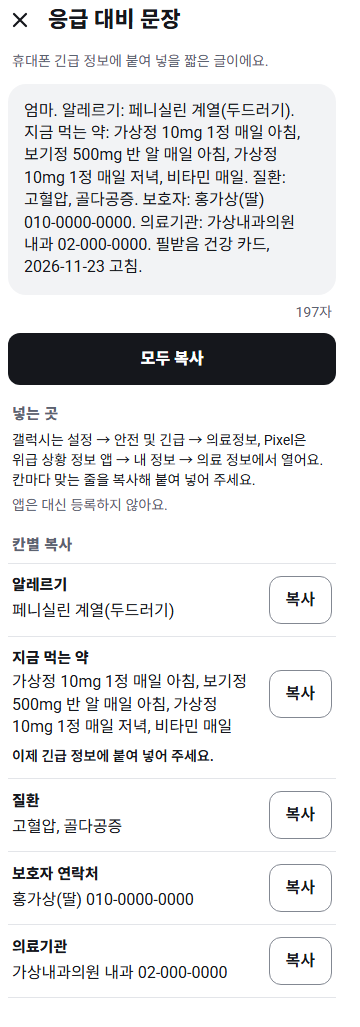 응급 대비 문장
휴대폰 긴급 정보에 붙여 넣을 짧은 글이에요.
엄마. 알레르기: 페니실린 계열(두드러기).
지금 먹는 약: 가상정 10mg 1정 매일 아침,
보기정 500mg 반 알 매일 아침, 가상정
10mg 1정 매일 저녁, 비타민 매일. 질환:
고혈압, 골다공증. 보호자: 홍가상(딸)
010-0000-0000. 의료기관: 가상내과의원
내과 02-000-0000. 필받음 건강 카드,
2026-11-23 고침.
197자
모두 복사
넣는 곳
갤럭시는 설정 → 안전 및 긴급 → 의료정보, Pixel은
위급 상황 정보 앱 → 내 정보 → 의료 정보에서 열어요.
칸마다 맞는 줄을 복사해 붙여 넣어 주세요.
앱은 대신 등록하지 않아요.
칸별 복사
알레르기
페니실린 계열(두드러기)
복사
지금 먹는 약
가상정 10mg 1정 매일 아침, 보기정
500mg 반 알 매일 아침, 가상정
10mg 1정 매일 저녁, 비타민 매일
복사
이제 긴급 정보에 붙여 넣어 주세요.
질환
고혈압, 골다공증
복사
보호자 연락처
홍가상(딸) 010-0000-0000
복사
의료기관
가상내과의원 내과 02-000-0000
복사